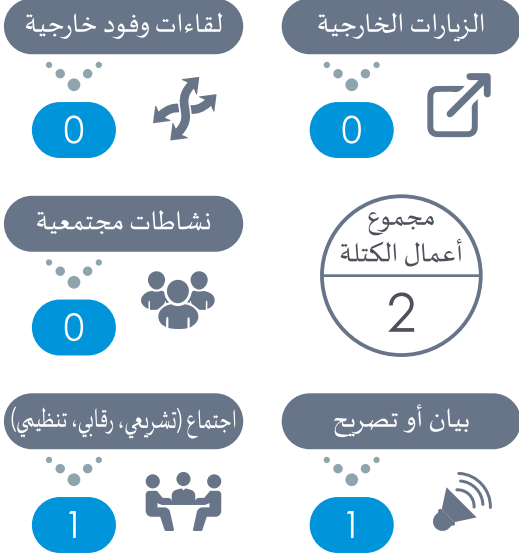 الزيارات الخارجية
0
لقاءات وفود خارجية
0
مجموع
أعمال الكتلة
2
نشاطات مجتمعية
0
بيان أو تصريح
1
اجتماع (تشريعي، رقابي، تنظيمي)
1